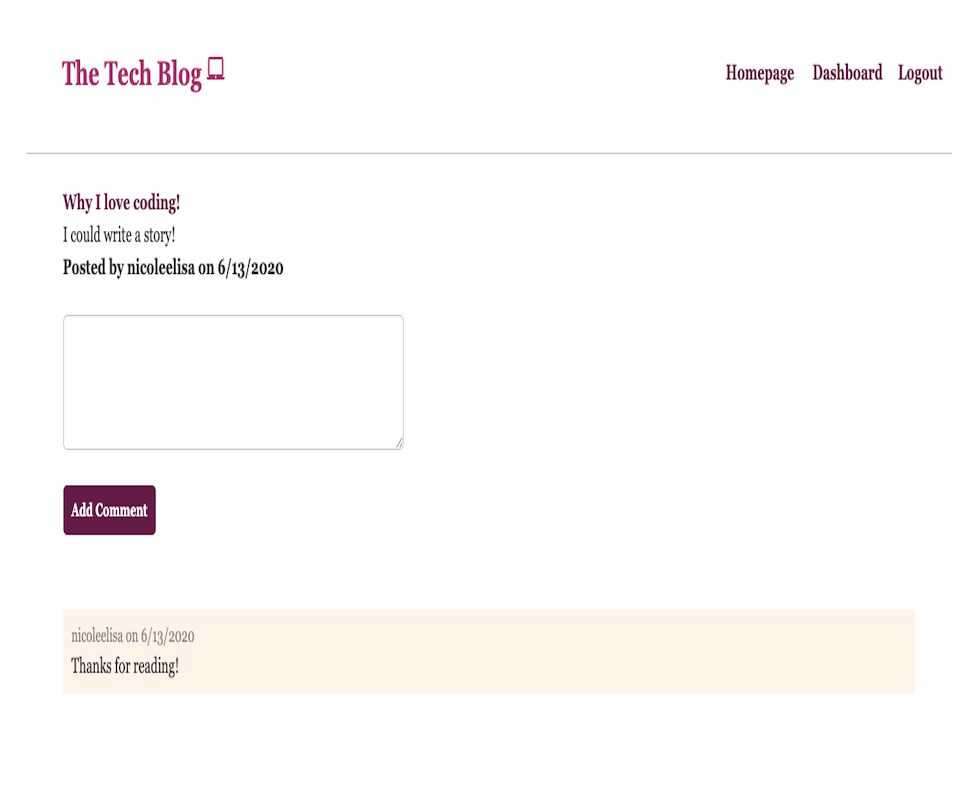 The Tech Blog
Homepage Dashboard Logout
Why I love coding!
I could write a story!
Posted by nicoleelisa on 6/13/2020
Add Comment
nicoleelisa on 6/13/2020
Thanks for reading!